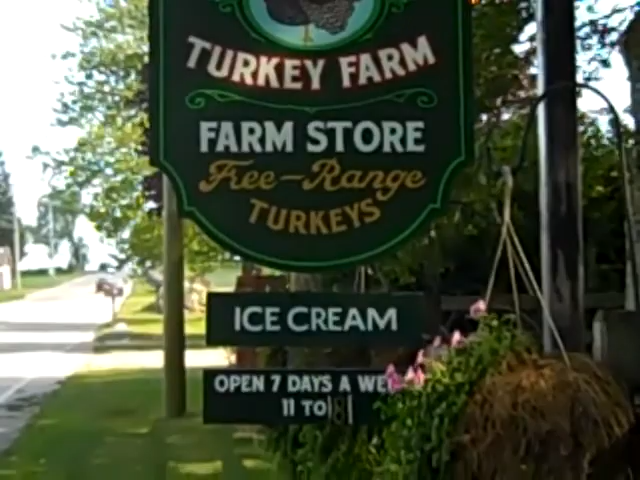 TURKEY FARM
FARM STORE
Free-Range
TURKEYS
ICE CREAM
OPEN 7 DAYS A WE
11 TO 8